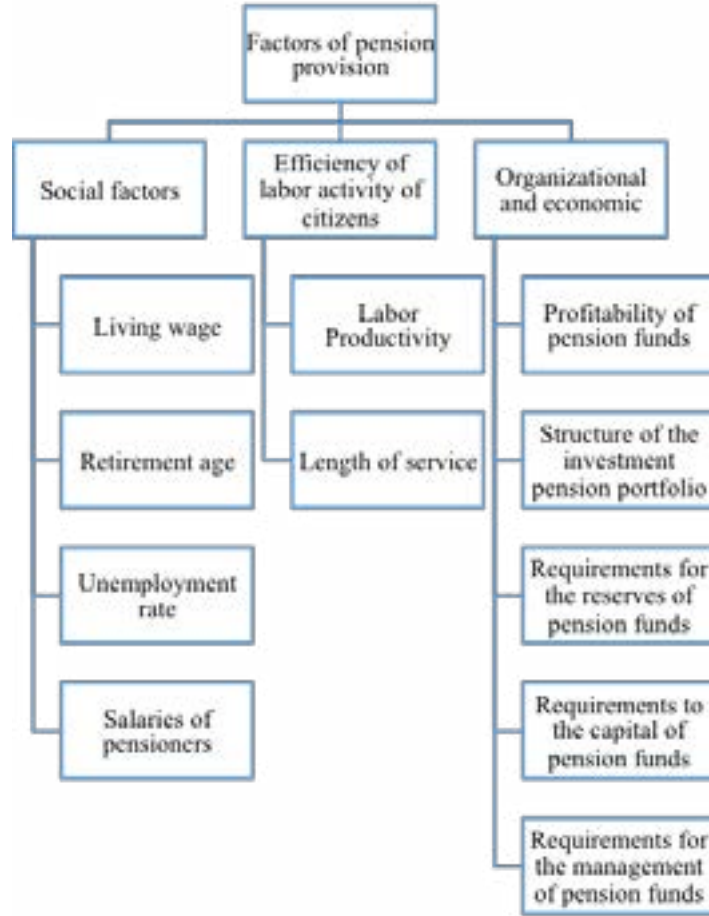 Factors of pension
provision
Social factors
Efficiency of
labor activity of
citizens
Organizational
and economic
Living wage
Labor
Productivity
Profitability of
pension funds
Retirement age
Length of service
Structure of the
investment
pension portfolio
Unemployment
rate
Requirements for
the reserves of
pension funds
Salaries of
pensioners
Requirements to
the capital of
pension funds
Requirements for
the management
of pension funds